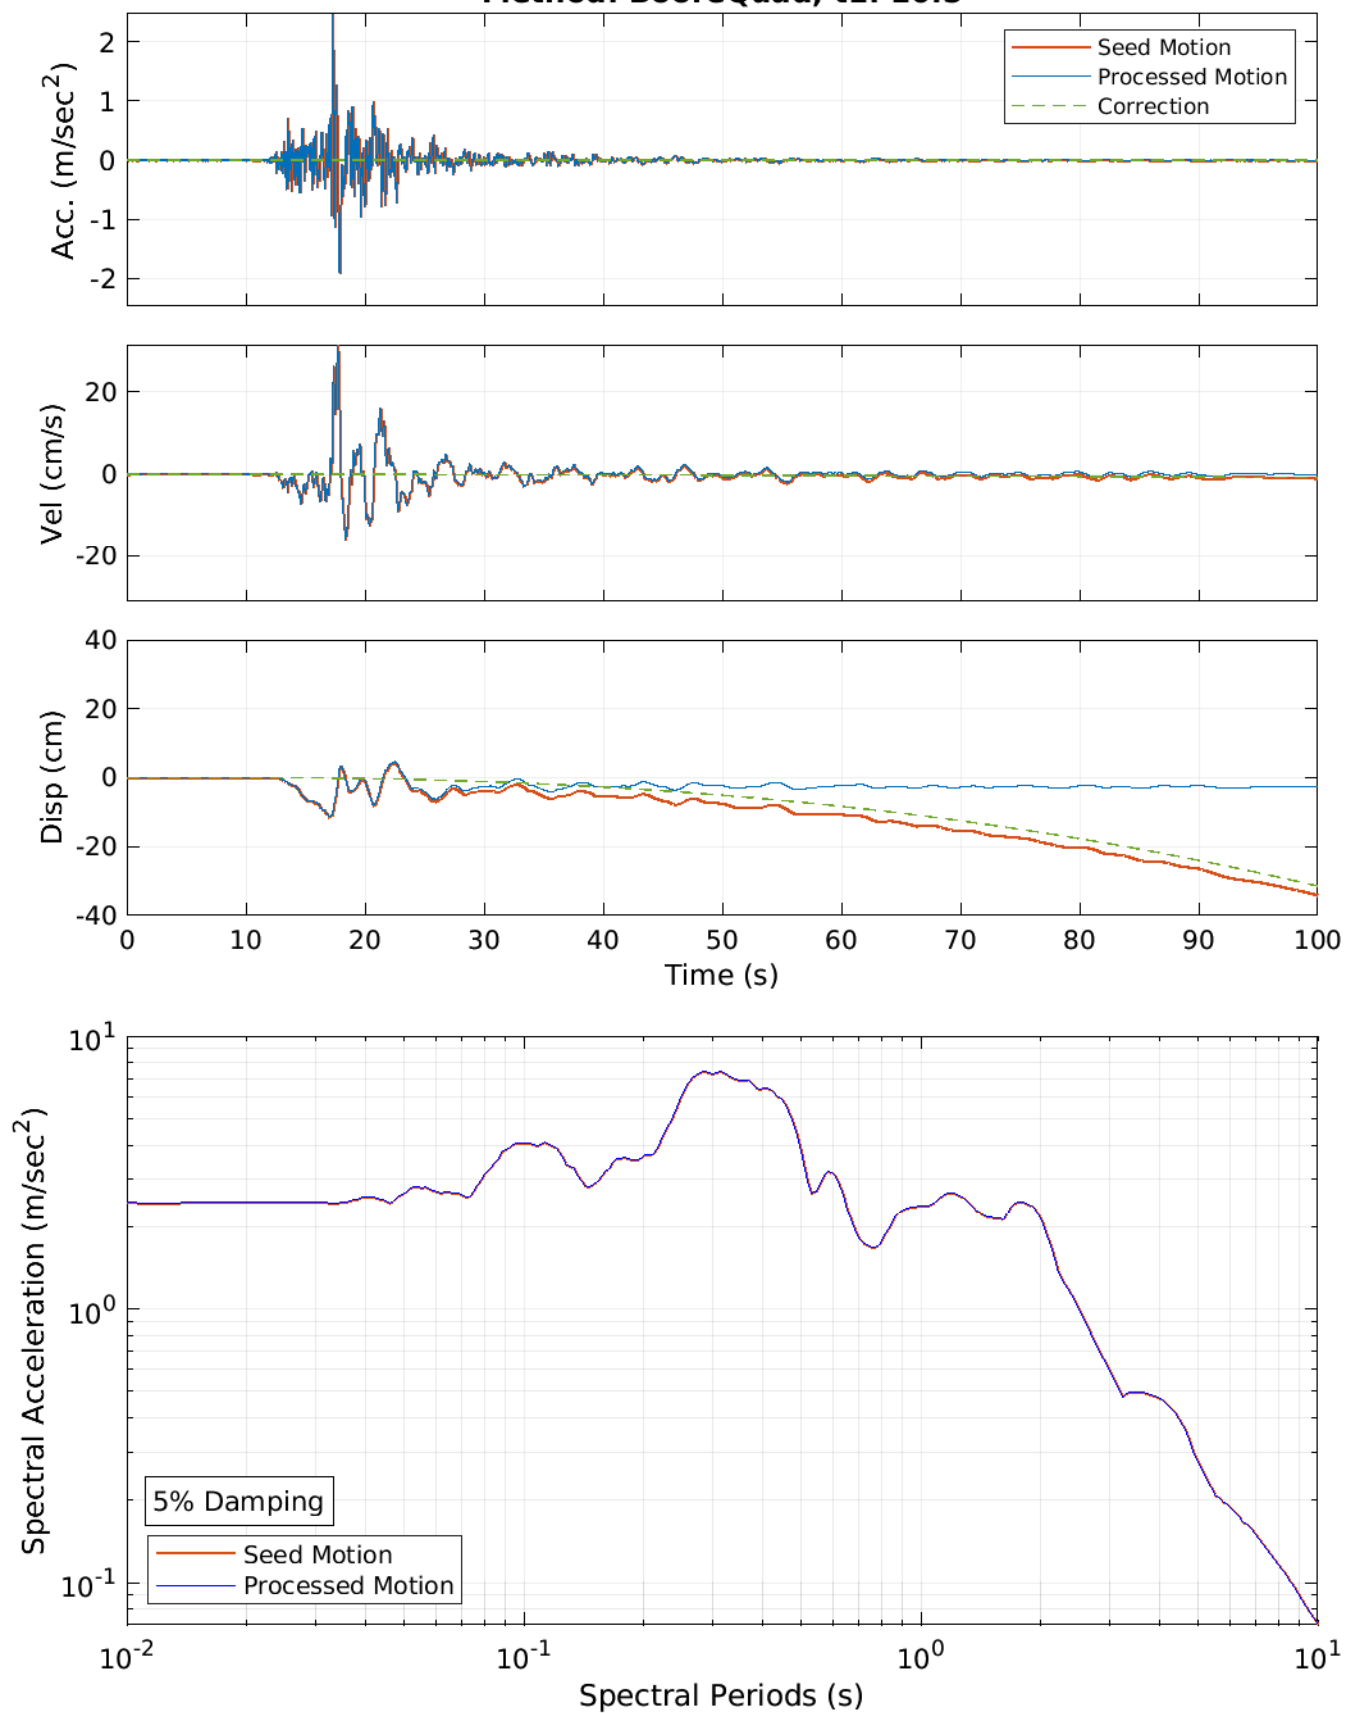 Seed Motion
Processed Motion
Correction
2
1
0
-1
-2
Acc. (m/sec²)
20
0
-20
Vel (cm/s)
40
20
0
-20
-40
Disp (cm)
0 10 20 30 40 50 60 70 80 90 100
Time (s)
10¹
10⁰
10⁻¹
Spectral Acceleration (m/sec²)
5% Damping
Seed Motion
Processed Motion
10⁻² 10⁻¹ 10⁰ 10¹
Spectral Periods (s)